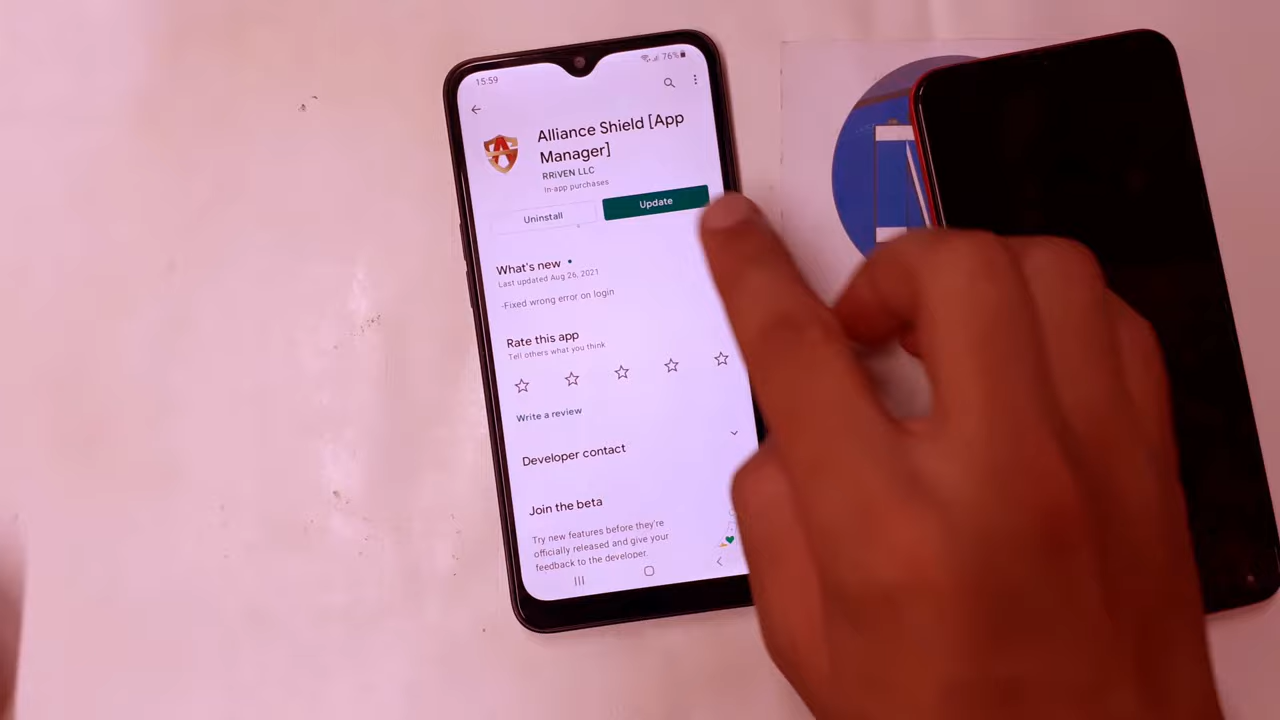 15:59
76%
Alliance Shield [App
Manager]
RRiVEN LLC
In-app purchases
Uninstall
Update
What's new
Last updated Aug 26, 2021
-Fixed wrong error on login
Rate this app
Tell others what you think
Write a review
Developer contact
Join the beta
Try new features before they're
officially released and give your
feedback to the developer.